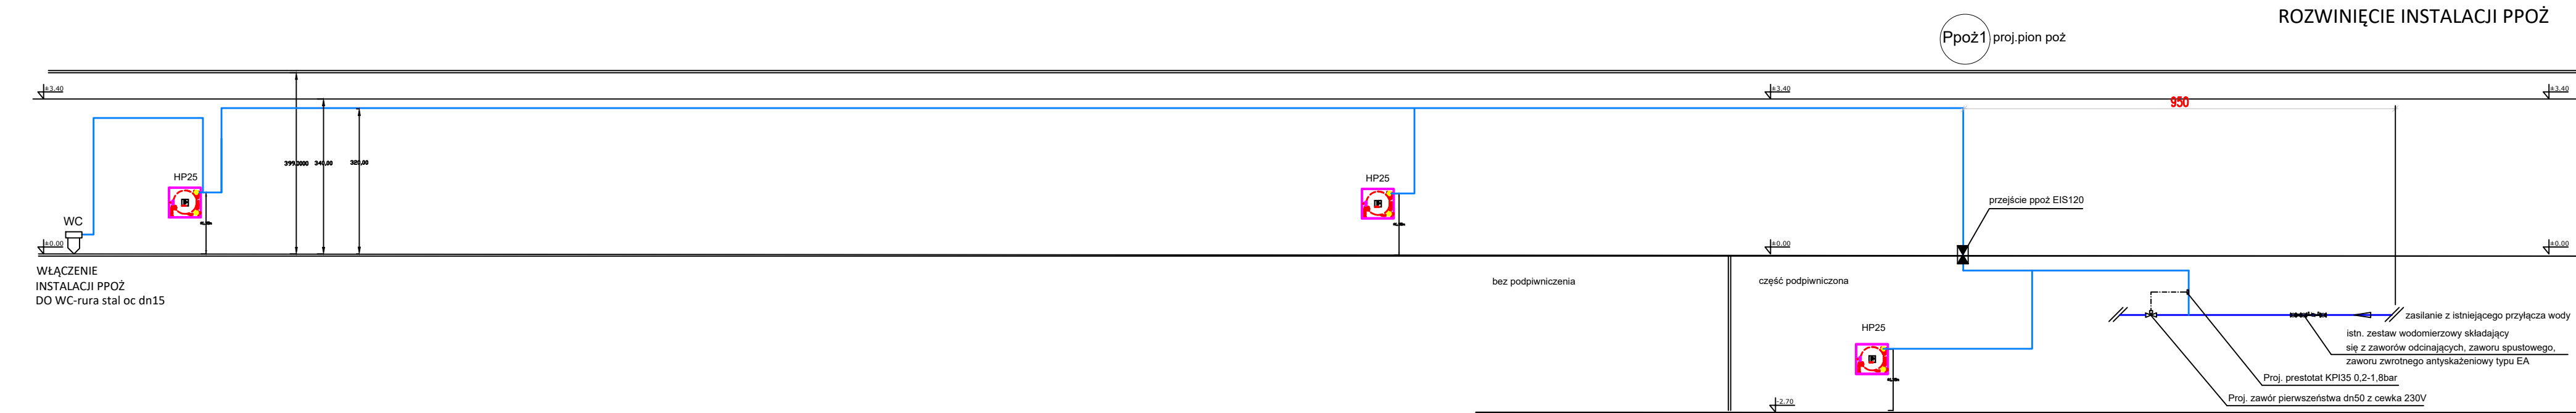 ROZWINIĘCIE INSTALACJI PPOŻ
Ppoż1 proj.pion poż
±3.40
±3.40
±3.40
950
399,0000
340,00
320,00
HP25
HP25
WC
przejście ppoż EIS120
±0.00
±0.00
±0.00
WŁĄCZENIE
INSTALACJI PPOŻ
DO WC-rura stal oc dn15
bez podpiwniczenia
część podpiwniczona
HP25
zasilanie z istniejącego przyłącza wody
istn. zestaw wodomierzowy składający
się z zaworów odcinających, zaworu spustowego,
zaworu zwrotnego antyskażeniowy typu EA
Proj. prestotat KPI35 0,2-1,8bar
Proj. zawór pierwszeństwa dn50 z cewka 230V
-2.70